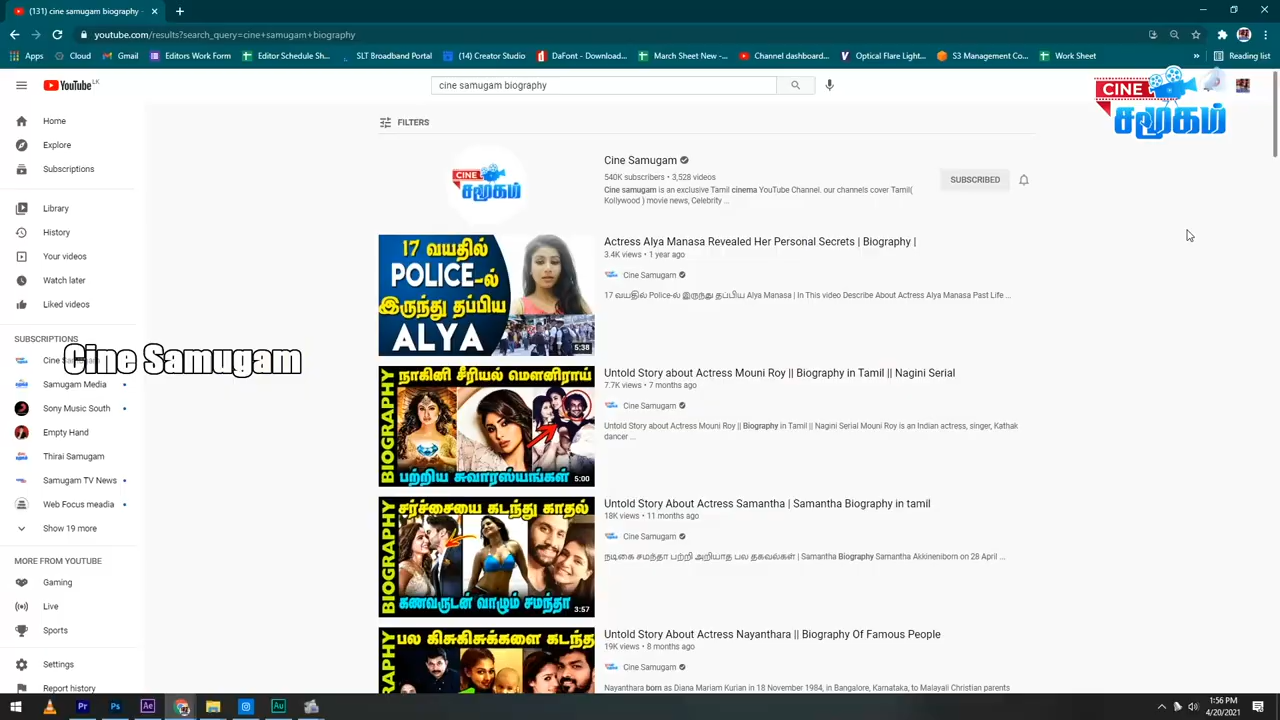 (131) cine samugam biography -
youtube.com/results?search_query=cine+samugam+biography
Apps
Cloud
Gmail
Editors Work Form
Editor Schedule Sh...
SLT Broadband Portal
(14) Creator Studio
DaFont - Downloa...
March Sheet New -...
Channel dashboard...
Optical Flare Light...
S3 Management Co...
Work Sheet
»
Reading list
YouTube LK
cine samugam biography
CINE
சமூகம்
Home
Explore
Subscriptions
Library
History
Your videos
Watch later
Liked videos
SUBSCRIPTIONS
Cine Samugam
Samugam Media
Sony Music South
Empty Hand
Thirai Samugam
Samugam TV News
Web Focus meadia
Show 19 more
MORE FROM YOUTUBE
Gaming
Live
Sports
Settings
Report history
FILTERS
CINE
சமூகம்
Cine Samugam
540K subscribers • 3,528 videos
Cine samugam is an exclusive Tamil cinema YouTube Channel. our channels cover Tamil(
Kollywood ) movie news, Celebrity ...
SUBSCRIBED
17 வயதில்
POLICE-ல்
இருந்து தப்பிய
ALYA
5:38
Actress Alya Manasa Revealed Her Personal Secrets | Biography |
3.4K views • 1 year ago
Cine Samugam
17 வயதில் Police-ல் இருந்து தப்பிய Alya Manasa | In This video Describe About Actress Alya Manasa Past Life ...
நாகினி சீரியல் மௌனிராய்
BIOGRAPHY
பற்றிய சுவாரஸ்யங்கள்
5:00
Untold Story about Actress Mouni Roy || Biography in Tamil || Nagini Serial
7.7K views • 7 months ago
Cine Samugam
Untold Story about Actress Mouni Roy || Biography in Tamil || Nagini Serial Mouni Roy is an Indian actress, singer, Kathak
dancer ...
சர்ச்சையை கடந்து காதல்
BIOGRAPHY
கணவருடன் வாழும் சமந்தா
3:57
Untold Story About Actress Samantha | Samantha Biography in tamil
18K views • 11 months ago
Cine Samugam
நடிகை சமந்தா பற்றி அறியாத பல தகவல்கள் | Samantha Biography Samantha Akkineniborn on 28 April ...
பல கிசுகிசுக்களை கடந்த
BIOGRAPHY
Untold Story About Actress Nayanthara || Biography Of Famous People
19K views • 8 months ago
Cine Samugam
Nayanthara born as Diana Mariam Kurian in 18 November 1984, in Bangalore, Karnataka, to Malayali Christian parents
1:56 PM
4/20/2021